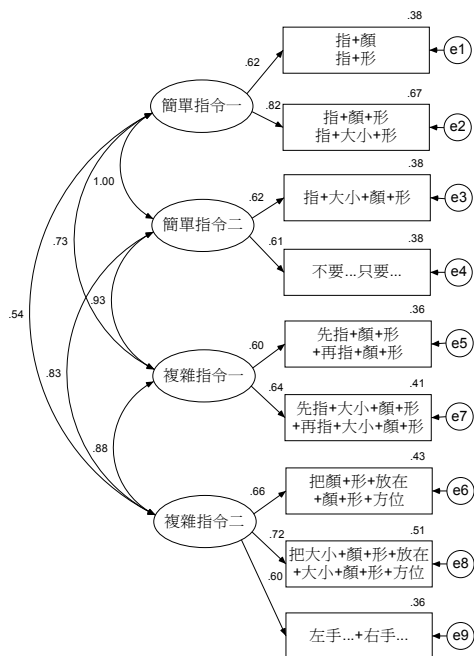 .38
指+顏
指+形
e1
.62
簡單指令一
.82
.67
指+顏+形
指+大小+形
e2
1.00
.38
.62
指+大小+顏+形
e3
簡單指令二
.73
.61
.38
不要...只要...
e4
.93
.54
.36
.60
先指+顏+形
+再指+顏+形
e5
.83
複雜指令一
.64
.41
先指+大小+顏+形
+再指+大小+顏+形
e7
.88
.43
.66
把顏+形+放在
+顏+形+方位
e6
複雜指令二
.72
.51
把大小+顏+形+放在
+大小+顏+形+方位
e8
.60
.36
左手...+右手...
e9